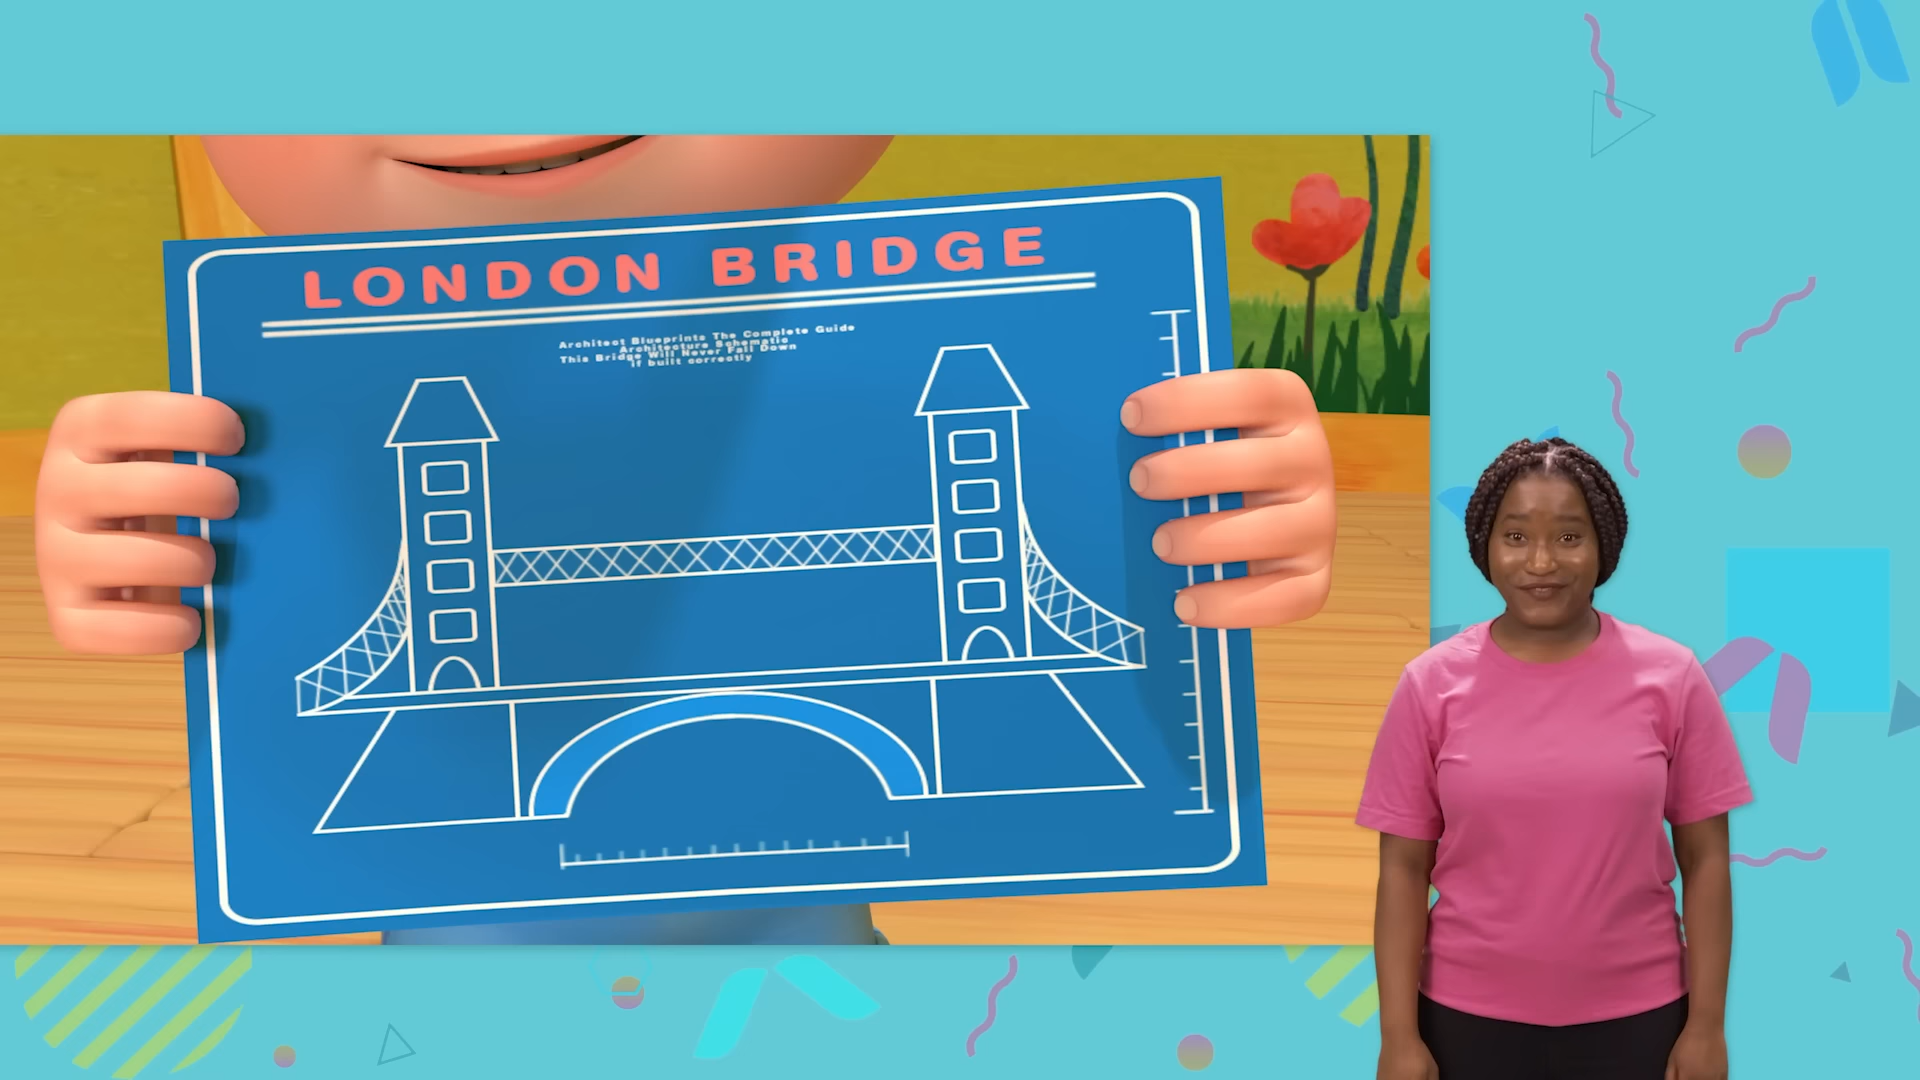 LONDON BRIDGE
Architect Blueprints The Complete Guide
Architecture Schematic
This Bridge Will Never Fall Down
if built correctly